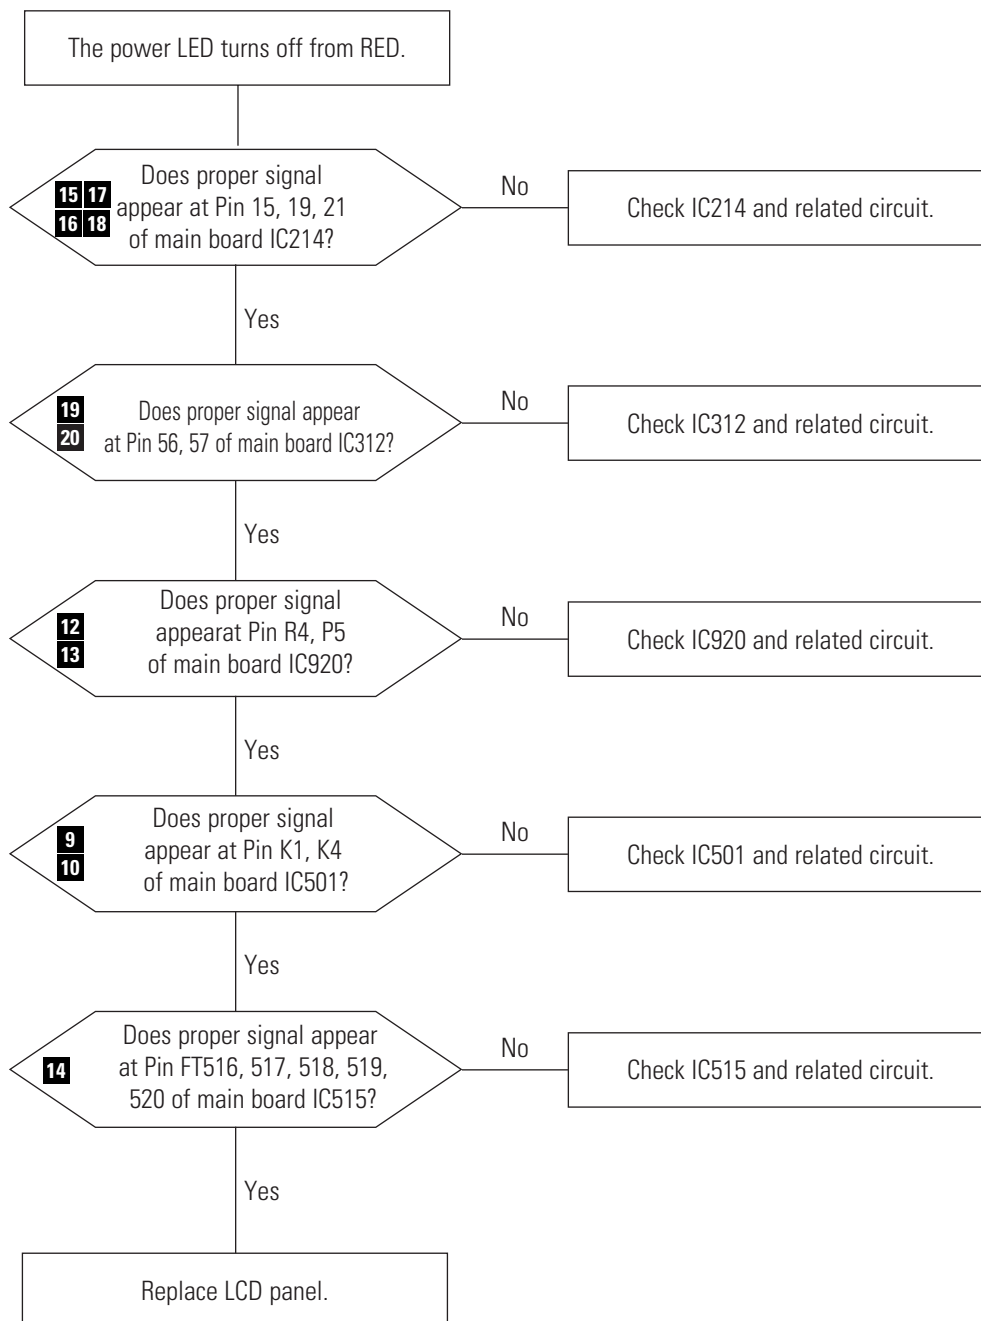 The power LED turns off from RED.
15 17
16 18
Does proper signal
appear at Pin 15, 19, 21
of main board IC214?
No
Check IC214 and related circuit.
Yes
19
20
Does proper signal appear
at Pin 56, 57 of main board IC312?
No
Check IC312 and related circuit.
Yes
12
13
Does proper signal
appearat Pin R4, P5
of main board IC920?
No
Check IC920 and related circuit.
Yes
9
10
Does proper signal
appear at Pin K1, K4
of main board IC501?
No
Check IC501 and related circuit.
Yes
14
Does proper signal appear
at Pin FT516, 517, 518, 519,
520 of main board IC515?
No
Check IC515 and related circuit.
Yes
Replace LCD panel.